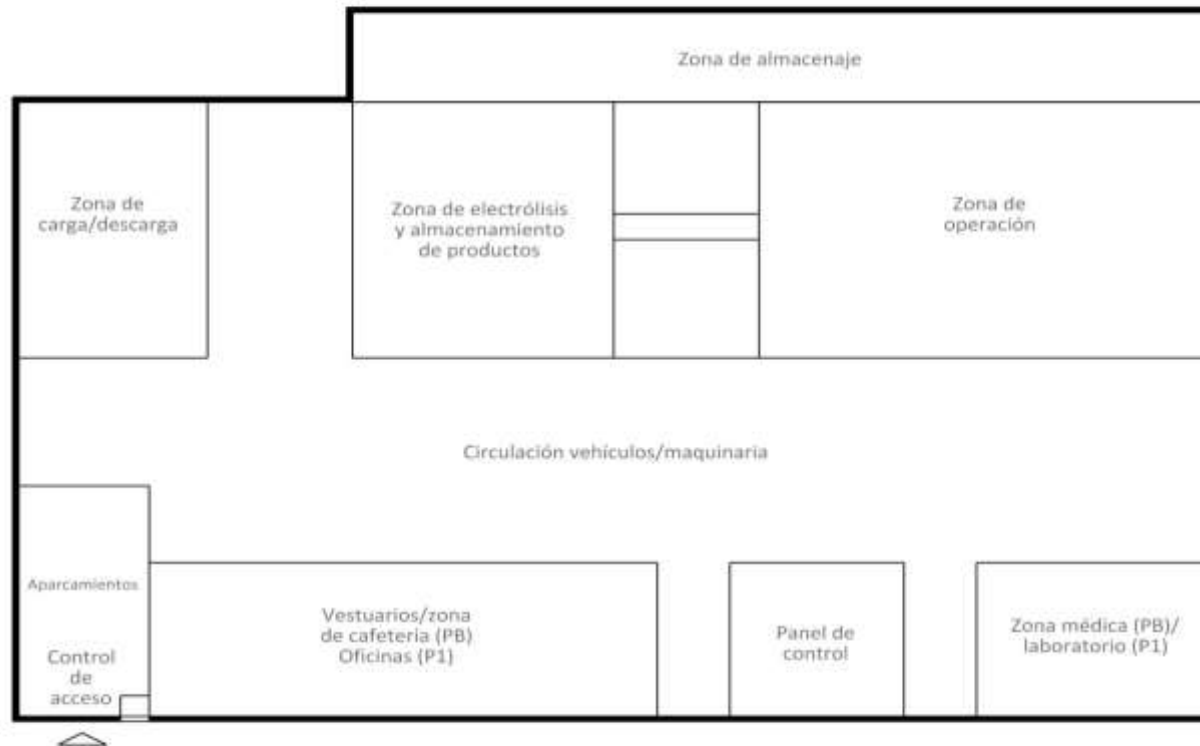 Zona de almacenaje
Zona de
carga/descarga
Zona de electrólisis
y almacenamiento
de productos
Zona de
operación
Circulación vehículos/maquinaria
Aparcamientos
Control
de
acceso
Vestuarios/zona
de cafeteria (PB)
Oficinas (P1)
Panel de
control
Zona médica (PB)/
laboratorio (P1)